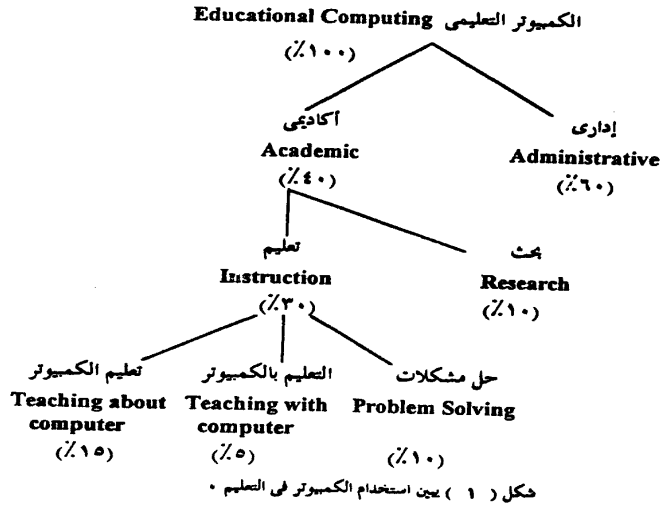 Educational Computing الكمبيوتر التعليمى
(٪١٠٠)
أكاديمى
Academic
(٪٤٠)
إدارى
Administrative
(٪٦٠)
تعليم
Instruction
(٪٣٠)
بحث
Research
(٪١٠)
تعليم الكمبيوتر
Teaching about
computer
(٪١٥)
التعليم بالكمبيوتر
Teaching with
computer
(٪٥)
حل مشكلات
Problem Solving
(٪١٠)
شكل ( ١ ) يبين استخدام الكمبيوتر فى التعليم .